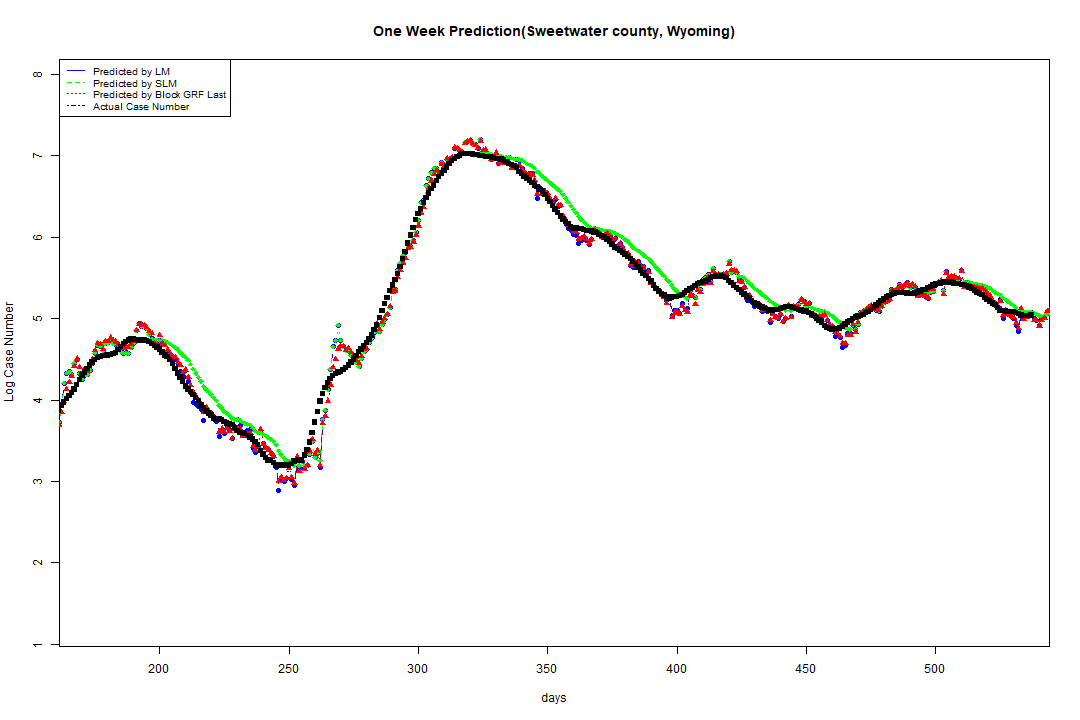 One Week Prediction(Sweetwater county, Wyoming)
Predicted by LM
Predicted by SLM
Predicted by Block GRF Last
Actual Case Number
8
7
6
5
4
3
2
1
Log Case Number
200 250 300 350 400 450 500
days